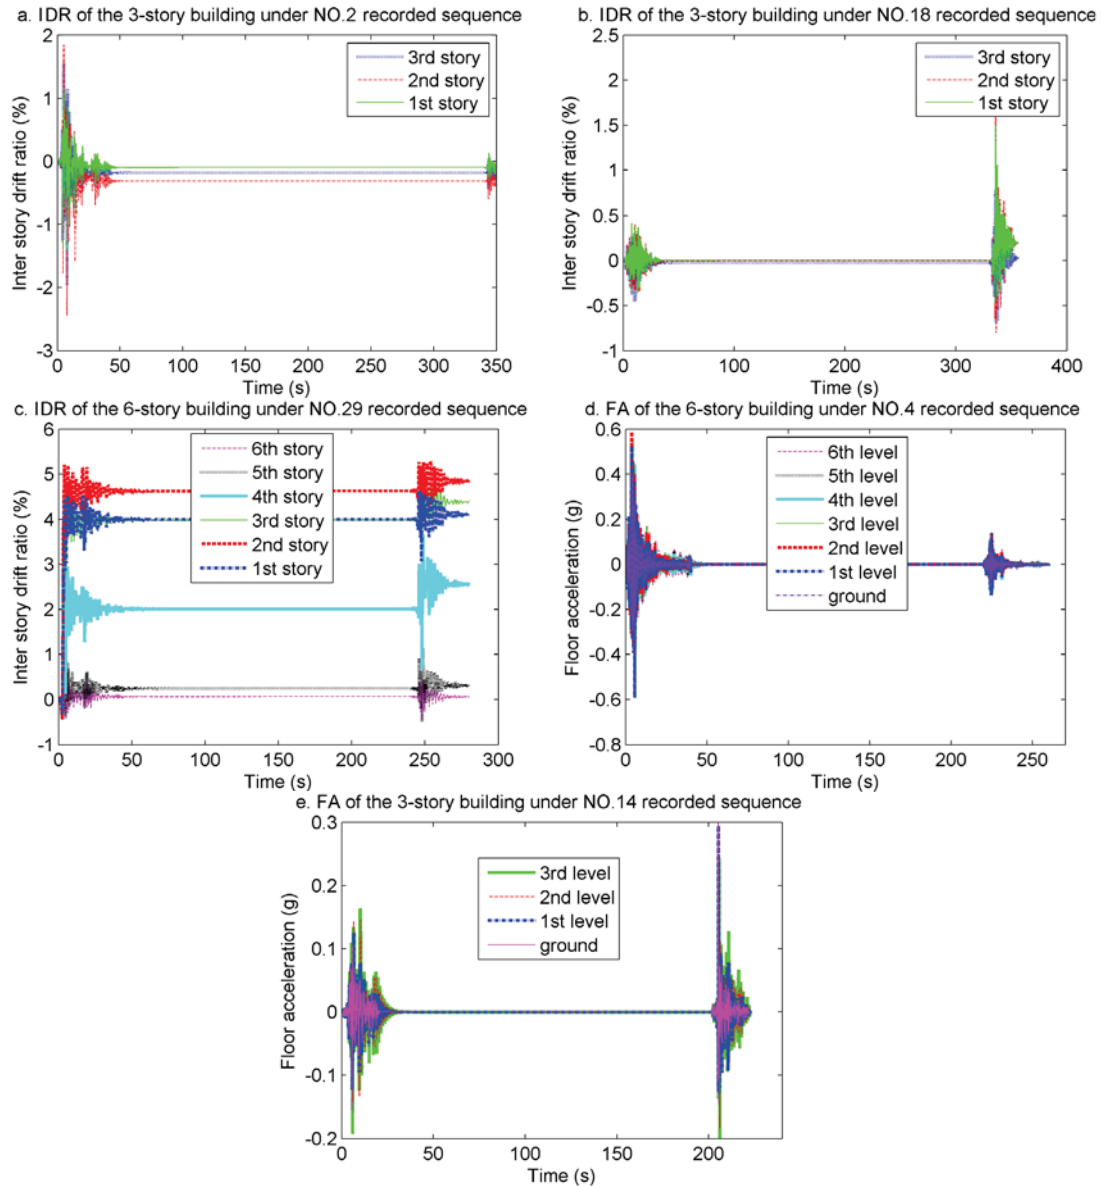 a. IDR of the 3-story building under NO.2 recorded sequence
2
1
0
-1
-2
-3
Inter story drift ratio (%)
3rd story
2nd story
1st story
0
50
100
150
200
250
300
350
Time (s)
b. IDR of the 3-story building under NO.18 recorded sequence
2.5
2
1.5
1
0.5
0
-0.5
-1
Inter story drift ratio (%)
3rd story
2nd story
1st story
0
100
200
300
400
Time (s)
c. IDR of the 6-story building under NO.29 recorded sequence
6
5
4
3
2
1
0
-1
Inter story drift ratio (%)
6th story
5th story
4th story
3rd story
2nd story
1st story
0
50
100
150
200
250
300
Time (s)
d. FA of the 6-story building under NO.4 recorded sequence
0.6
0.4
0.2
0
-0.2
-0.4
-0.6
-0.8
Floor acceleration (g)
6th level
5th level
4th level
3rd level
2nd level
1st level
ground
0
50
100
150
200
250
Time (s)
e. FA of the 3-story building under NO.14 recorded sequence
0.3
0.2
0.1
0
-0.1
-0.2
Floor acceleration (g)
3rd level
2nd level
1st level
ground
0
50
100
150
200
Time (s)